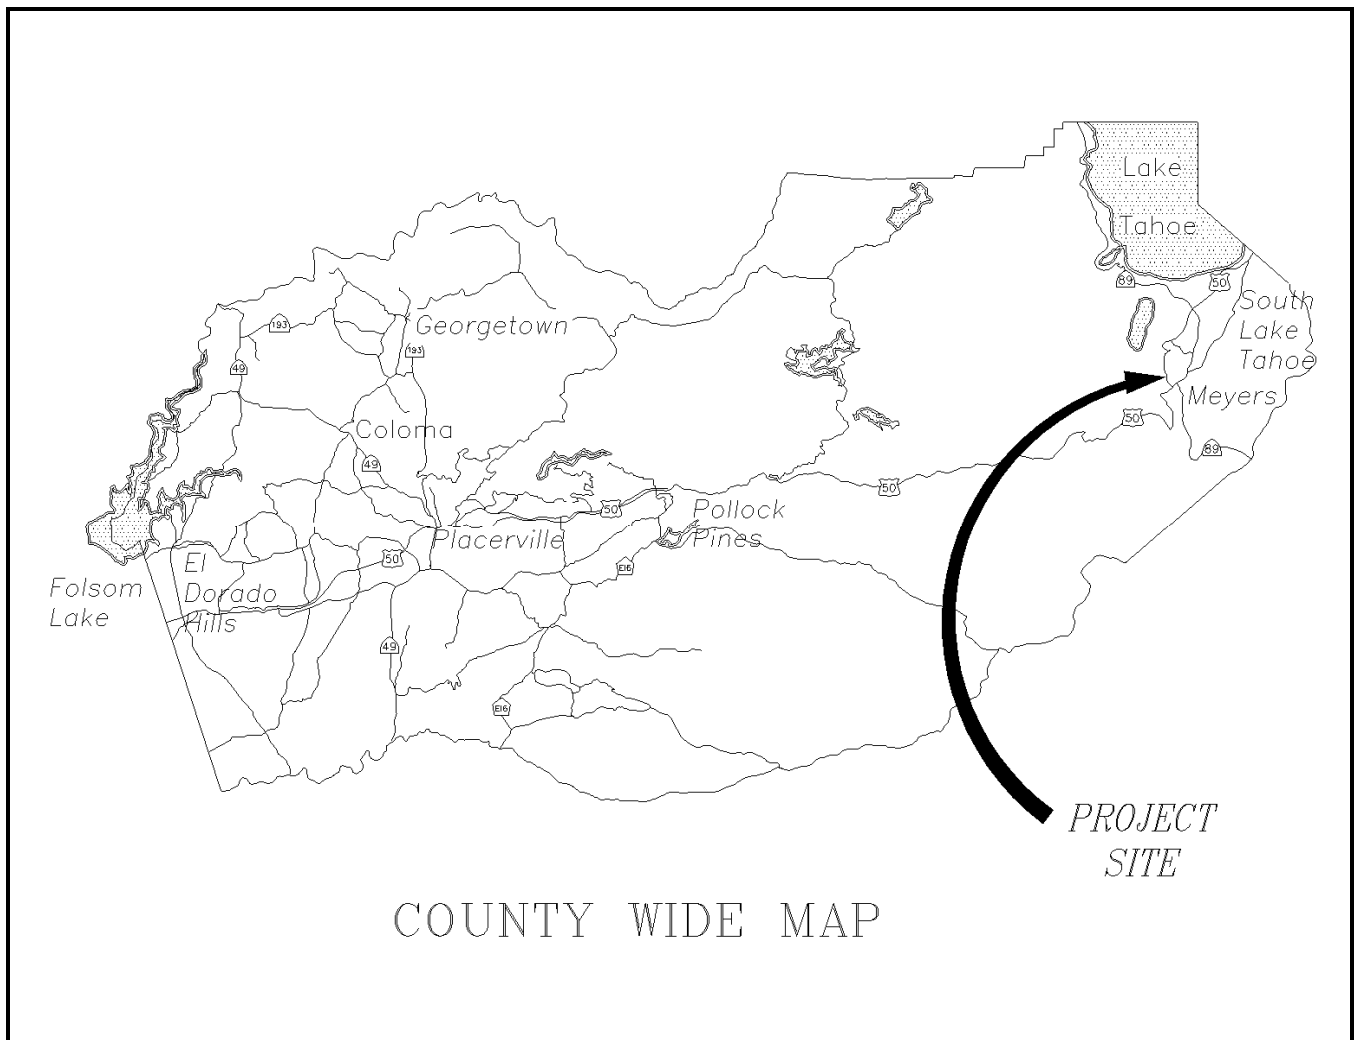 Lake
Tahoe
89
50
South
Lake
Tahoe
193
Georgetown
193
49
Meyers
50
Coloma
89
49
50
50
Pollock
Pines
Placerville
50
El
Dorado
Hills
E16
Folsom
Lake
49
E16
PROJECT
SITE
COUNTY WIDE MAP